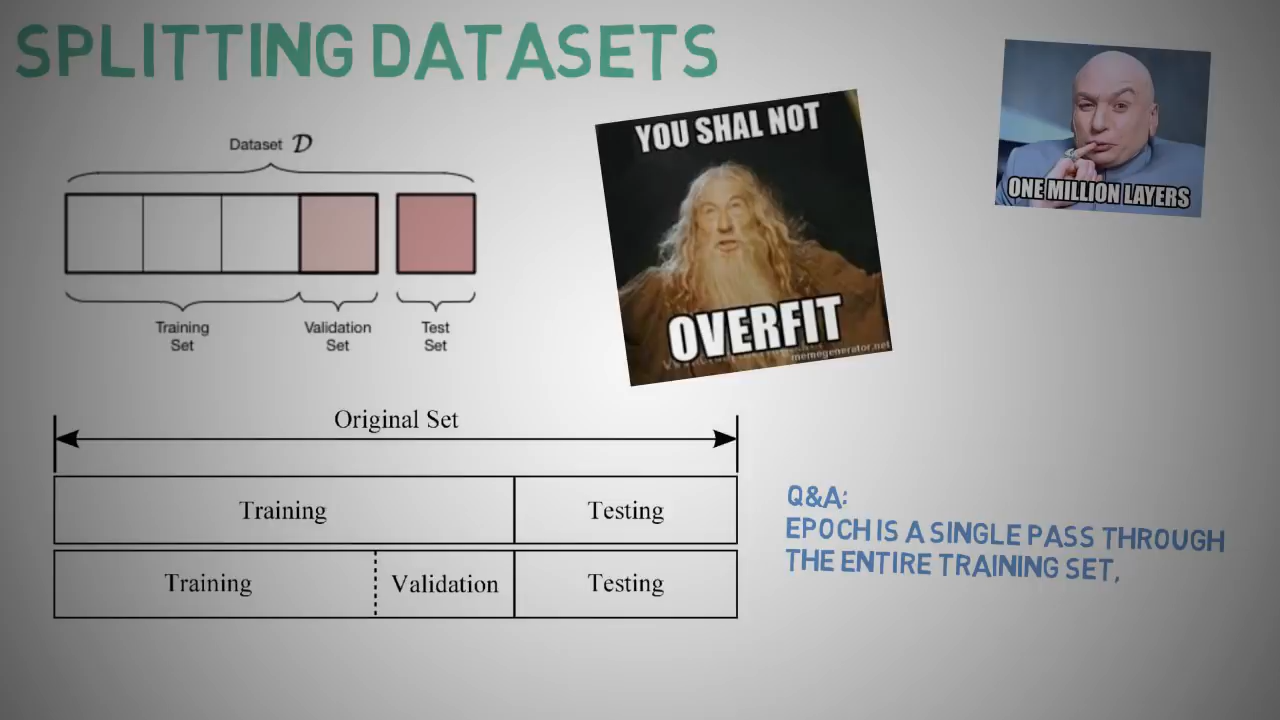 SPLITTING DATASETS
Dataset D
Training
Set
Validation
Set
Test
Set
YOU SHAL NOT
OVERFIT
memegenerator.net
ONE MILLION LAYERS
Original Set
Training Testing
Training Validation Testing
Q&A:
EPOCH IS A SINGLE PASS THROUGH
THE ENTIRE TRAINING SET,